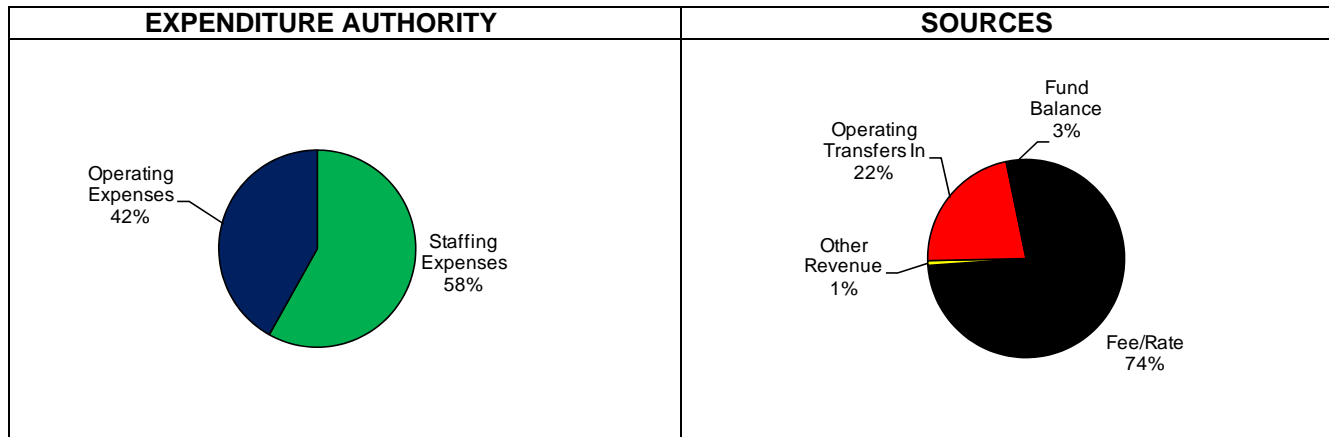 EXPENDITURE AUTHORITY
Operating
Expenses
42%
Staffing
Expenses
58%
SOURCES
Fund
Balance
3%
Operating
Transfers In
22%
Other
Revenue
1%
Fee/Rate
74%